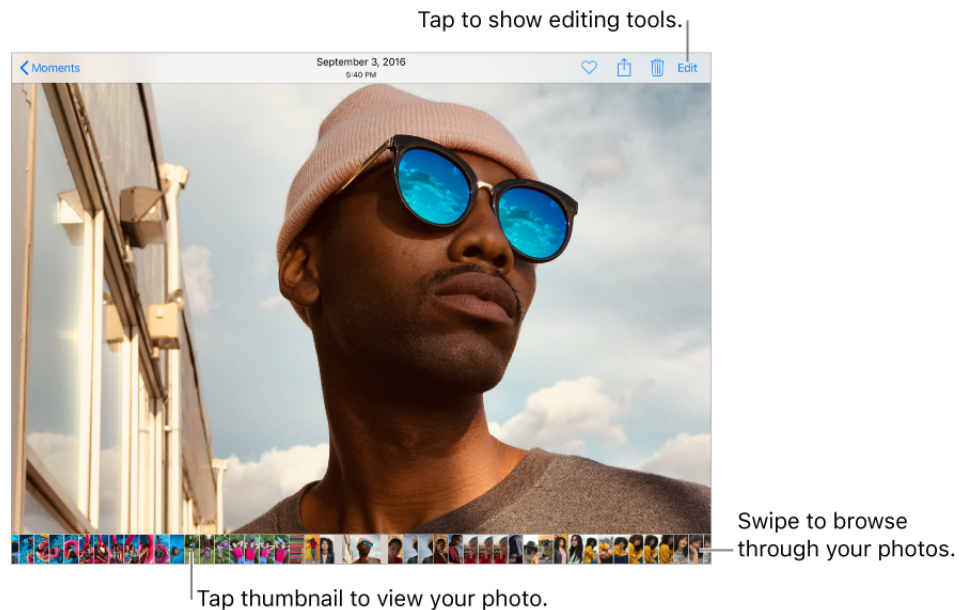 Tap to show editing tools.
Moments
September 3, 2016
5:40 PM
Edit
Swipe to browse
through your photos.
Tap thumbnail to view your photo.